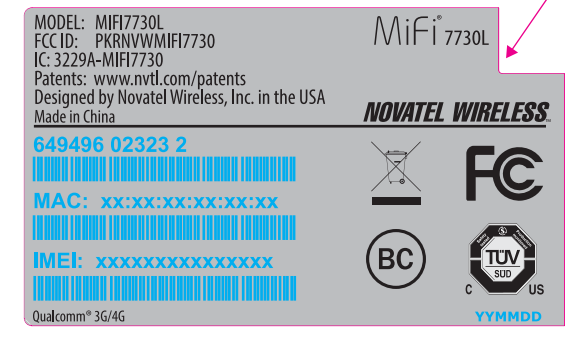 MODEL: MIFI7730L
FCC ID: PKRNVWMIFI7730
IC: 3229A-MIFI7730
Patents: www.nvtl.com/patents
Designed by Novatel Wireless, Inc. in the USA
Made in China
MiFi® 7730L
NOVATEL WIRELESS
649496 02323 2
FC
MAC: xx:xx:xx:xx:xx:xx
BC
TÜV
SUD
C US
IMEI: xxxxxxxxxxxxxxx
Qualcomm® 3G/4G
YYMMDD